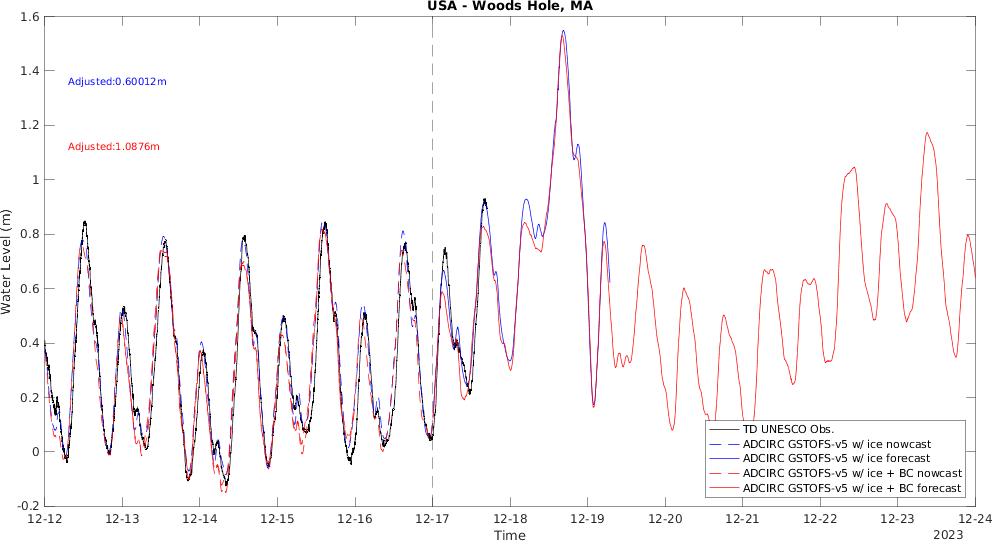 USA - Woods Hole, MA
Water Level (m)
1.6
1.4
1.2
1
0.8
0.6
0.4
0.2
0
-0.2
Adjusted:0.60012m
Adjusted:1.0876m
TD UNESCO Obs.
ADCIRC GSTOFS-v5 w/ ice nowcast
ADCIRC GSTOFS-v5 w/ ice forecast
ADCIRC GSTOFS-v5 w/ ice + BC nowcast
ADCIRC GSTOFS-v5 w/ ice + BC forecast
12-12 12-13 12-14 12-15 12-16 12-17 12-18 12-19 12-20 12-21 12-22 12-23 12-24
Time
2023